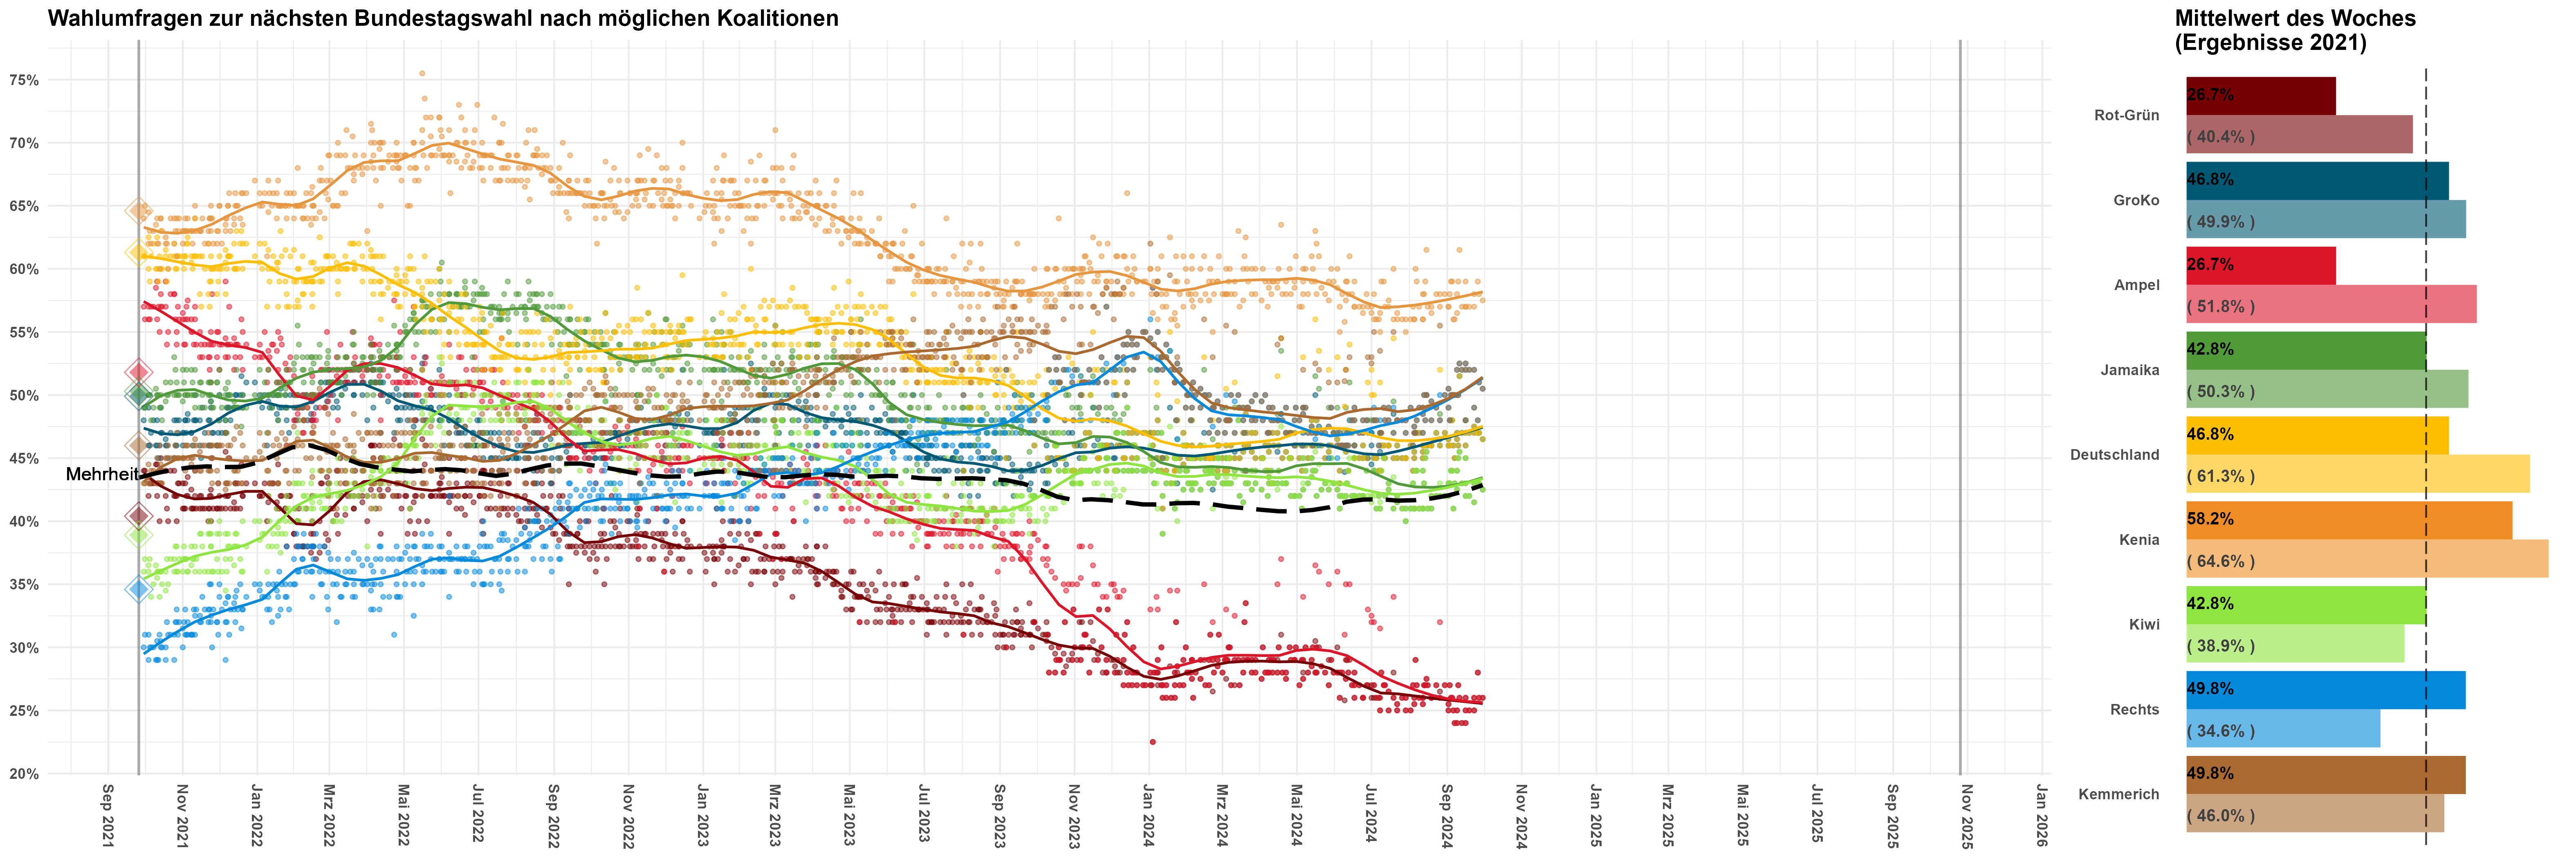 Wahlumfragen zur nächsten Bundestagswahl nach möglichen Koalitionen
75%
70%
65%
60%
55%
50%
45%
40%
35%
30%
25%
20%
Mehrheit
Sep 2021
Nov 2021
Jan 2022
Mrz 2022
Mai 2022
Jul 2022
Sep 2022
Nov 2022
Jan 2023
Mrz 2023
Mai 2023
Jul 2023
Sep 2023
Nov 2023
Jan 2024
Mrz 2024
Mai 2024
Jul 2024
Sep 2024
Nov 2024
Jan 2025
Mrz 2025
Mai 2025
Jul 2025
Sep 2025
Nov 2025
Jan 2026
Mittelwert des Woches
(Ergebnisse 2021)
Rot-Grün
26.7%
( 40.4% )
GroKo
46.8%
( 49.9% )
Ampel
26.7%
( 51.8% )
Jamaika
42.8%
( 50.3% )
Deutschland
46.8%
( 61.3% )
Kenia
58.2%
( 64.6% )
Kiwi
42.8%
( 38.9% )
Rechts
49.8%
( 34.6% )
Kemmerich
49.8%
( 46.0% )